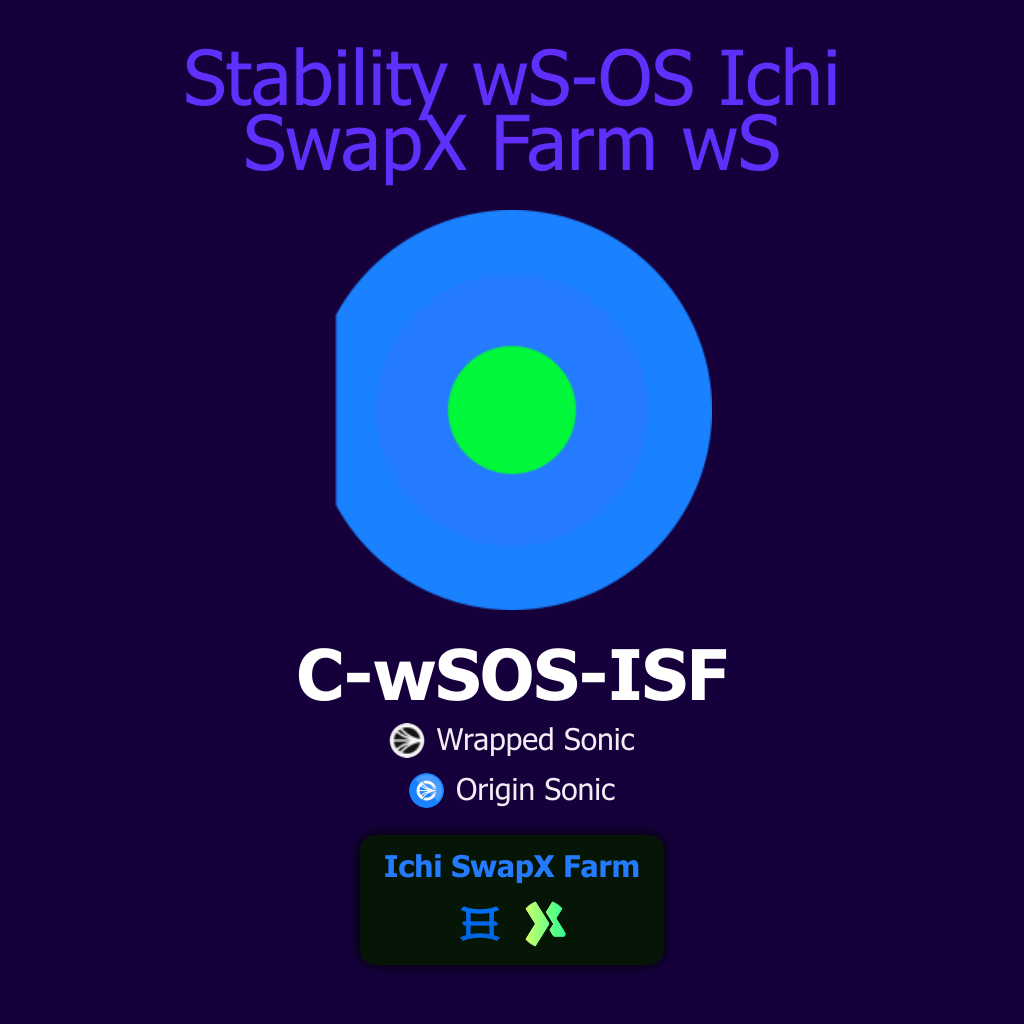 Stability wS-OS Ichi
SwapX Farm wS
C-wSOS-ISF
Wrapped Sonic
Origin Sonic
Ichi SwapX Farm